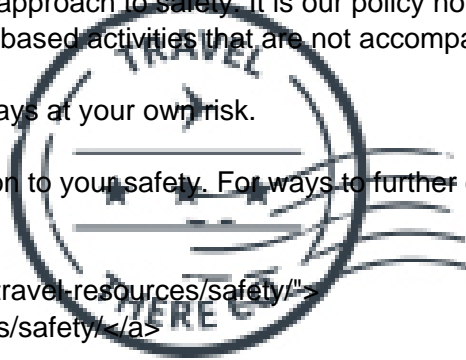 approach to safety. It is our policy no
based activities that are not accompa
ays at your own risk.
on to your safety. For ways to further
travel-resources/safety/">
s/safety/</a>
TRAVEL
HERE